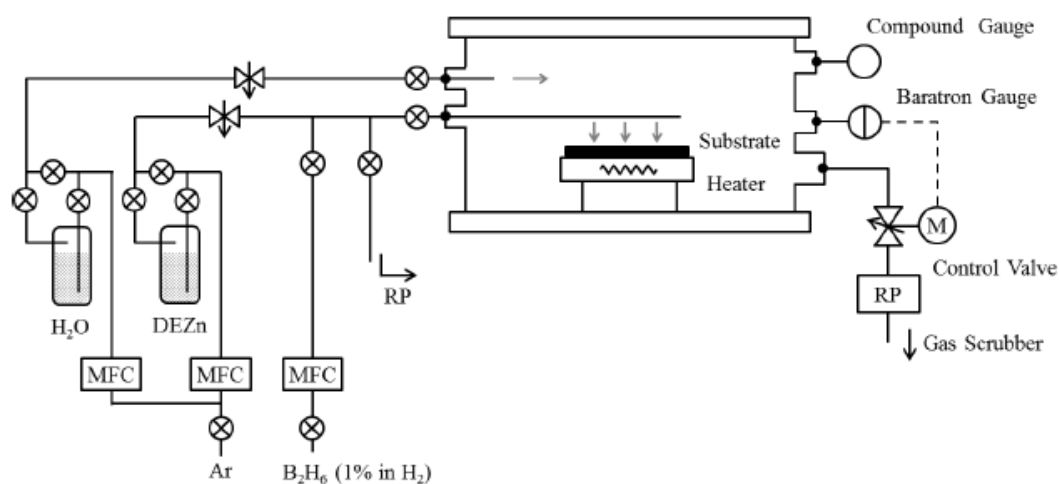 Compound Gauge
Baratron Gauge
Substrate
Heater
M
Control Valve
RP
Gas Scrubber
H₂O
DEZn
RP
MFC
MFC
MFC
Ar
B₂H₆ (1% in H₂)